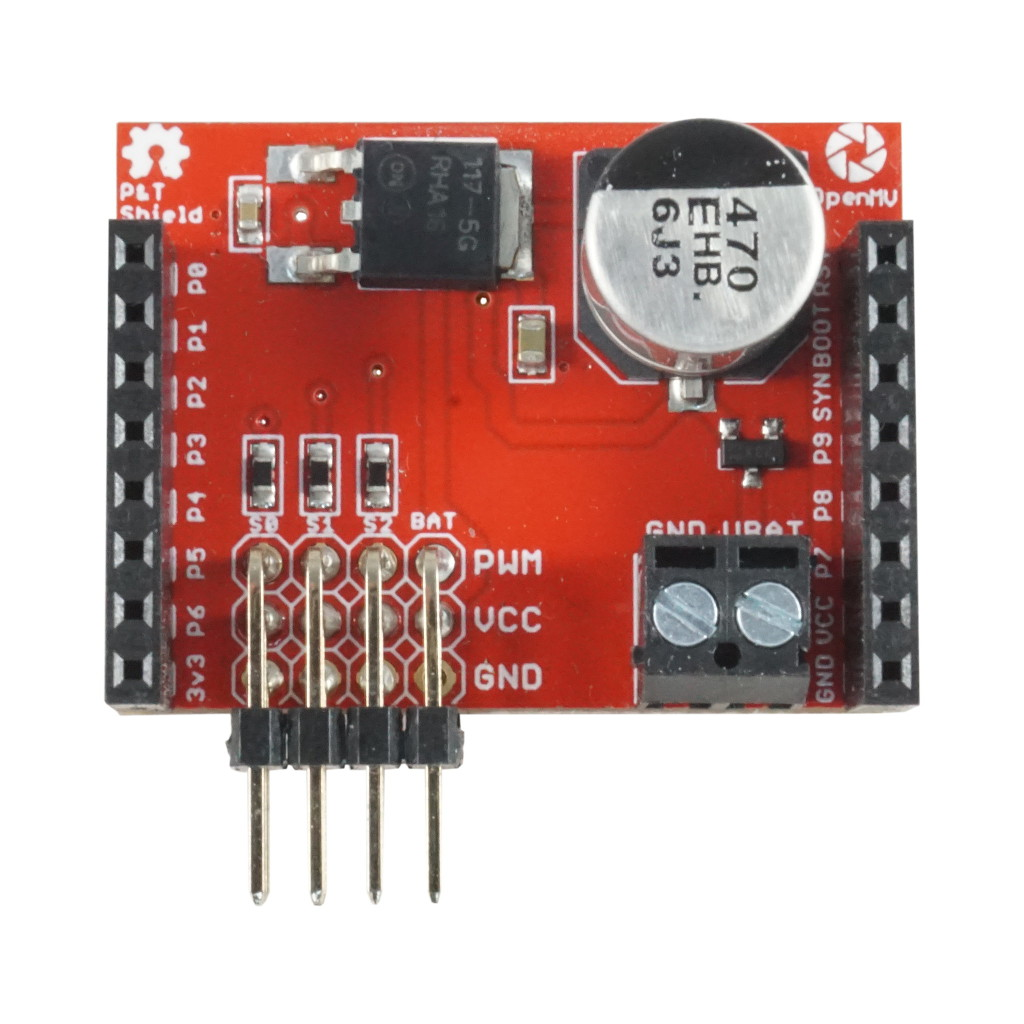 P&T
Shield
OpenMV
117-5G
RHA16
ON
470
EHB.
6J3
P0
P1
P2
P3
P4
P5
P6
3v3
S0
S1
S2
BAT
PWM
VCC
GND
GND
VBAT
SYN
BOOT
P9
P8
P7
VCC
GND